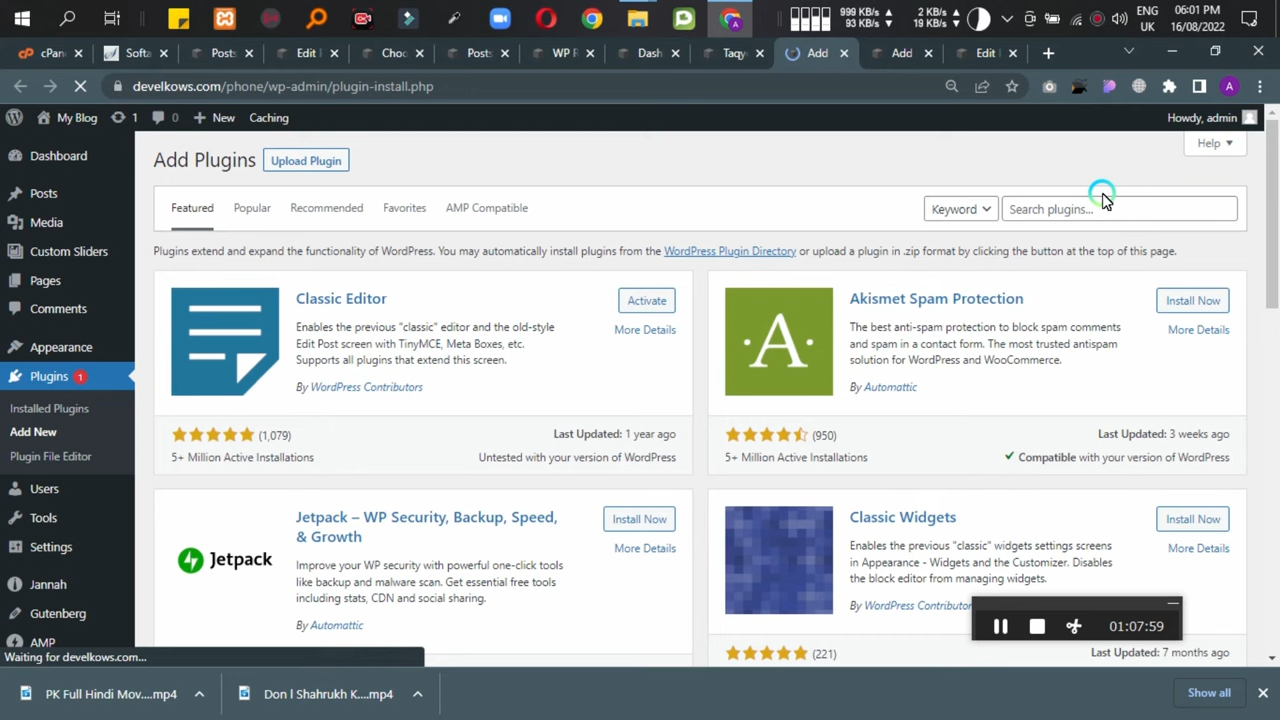 999 KB/s
93 KB/s
2 KB/s
19 KB/s
ENG
UK
06:01 PM
16/08/2022
cPan
Softa
Posts
Edit
Choo
Posts
WP R
Dash
Taqy
Add
Add
Edit
develkows.com/phone/wp-admin/plugin-install.php
A
My Blog
1
0
New
Caching
Howdy, admin
Dashboard
Posts
Media
Custom Sliders
Pages
Comments
Appearance
Plugins 1
Installed Plugins
Add New
Plugin File Editor
Users
Tools
Settings
Jannah
Gutenberg
AMP
Add Plugins
Upload Plugin
Help
Featured
Popular
Recommended
Favorites
AMP Compatible
Keyword
Search plugins...
Plugins extend and expand the functionality of WordPress. You may automatically install plugins from the WordPress Plugin Directory or upload a plugin in .zip format by clicking the button at the top of this page.
Classic Editor
Activate
More Details
Enables the previous "classic" editor and the old-style
Edit Post screen with TinyMCE, Meta Boxes, etc.
Supports all plugins that extend this screen.
By WordPress Contributors
(1,079)
Last Updated: 1 year ago
5+ Million Active Installations
Untested with your version of WordPress
·A·
Akismet Spam Protection
Install Now
More Details
The best anti-spam protection to block spam comments
and spam in a contact form. The most trusted antispam
solution for WordPress and WooCommerce.
By Automattic
(950)
Last Updated: 3 weeks ago
5+ Million Active Installations
Compatible with your version of WordPress
Jetpack
Jetpack – WP Security, Backup, Speed,
& Growth
Install Now
More Details
Improve your WP security with powerful one-click tools
like backup and malware scan. Get essential free tools
including stats, CDN and social sharing.
By Automattic
Classic Widgets
Install Now
More Details
Enables the previous "classic" widgets settings screens
in Appearance - Widgets and the Customizer. Disables
the block editor from managing widgets.
By WordPress Contributor
(221)
Last Updated: 7 months ago
01:07:59
Waiting for develkows.com...
PK Full Hindi Mov....mp4
Don l Shahrukh K....mp4
Show all